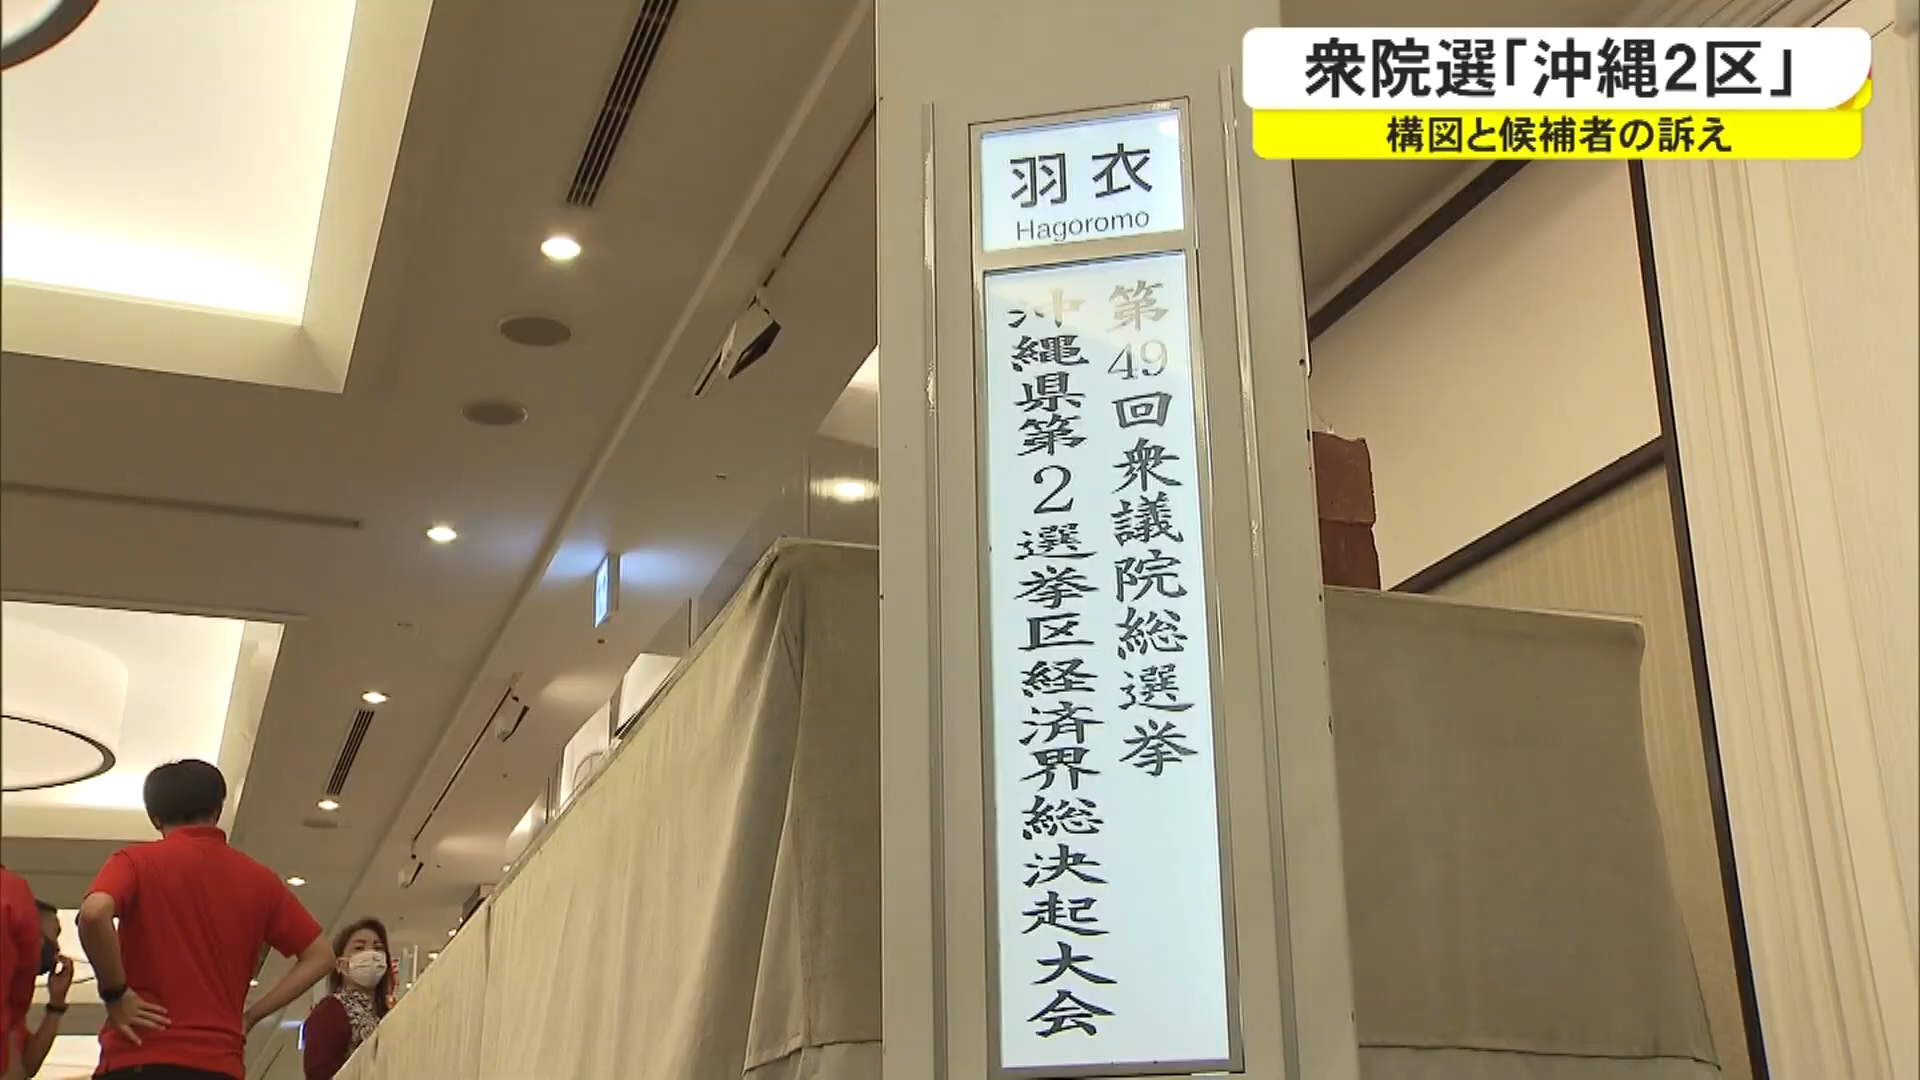 衆院選「沖縄2区」
構図と候補者の訴え
羽衣
Hagoromo
第49回衆議院総選挙
沖縄県第2選挙区経済界総決起大会